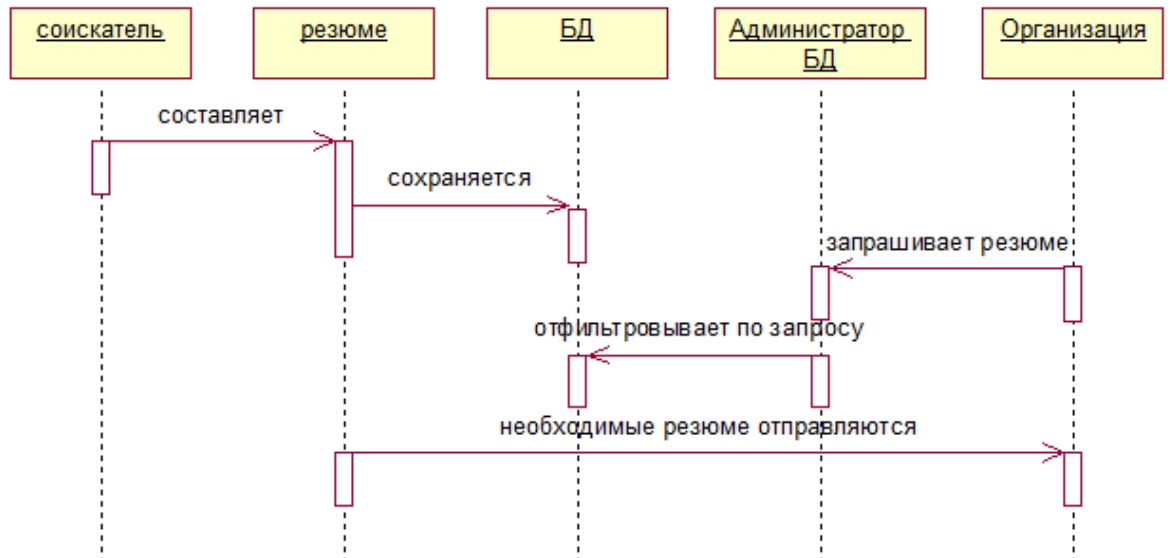 соискатель
резюме
БД
Администратор
БД
Организация
составляет
сохраняется
запрашивает резюме
отфильтровывает по запросу
необходимые резюме отправляются